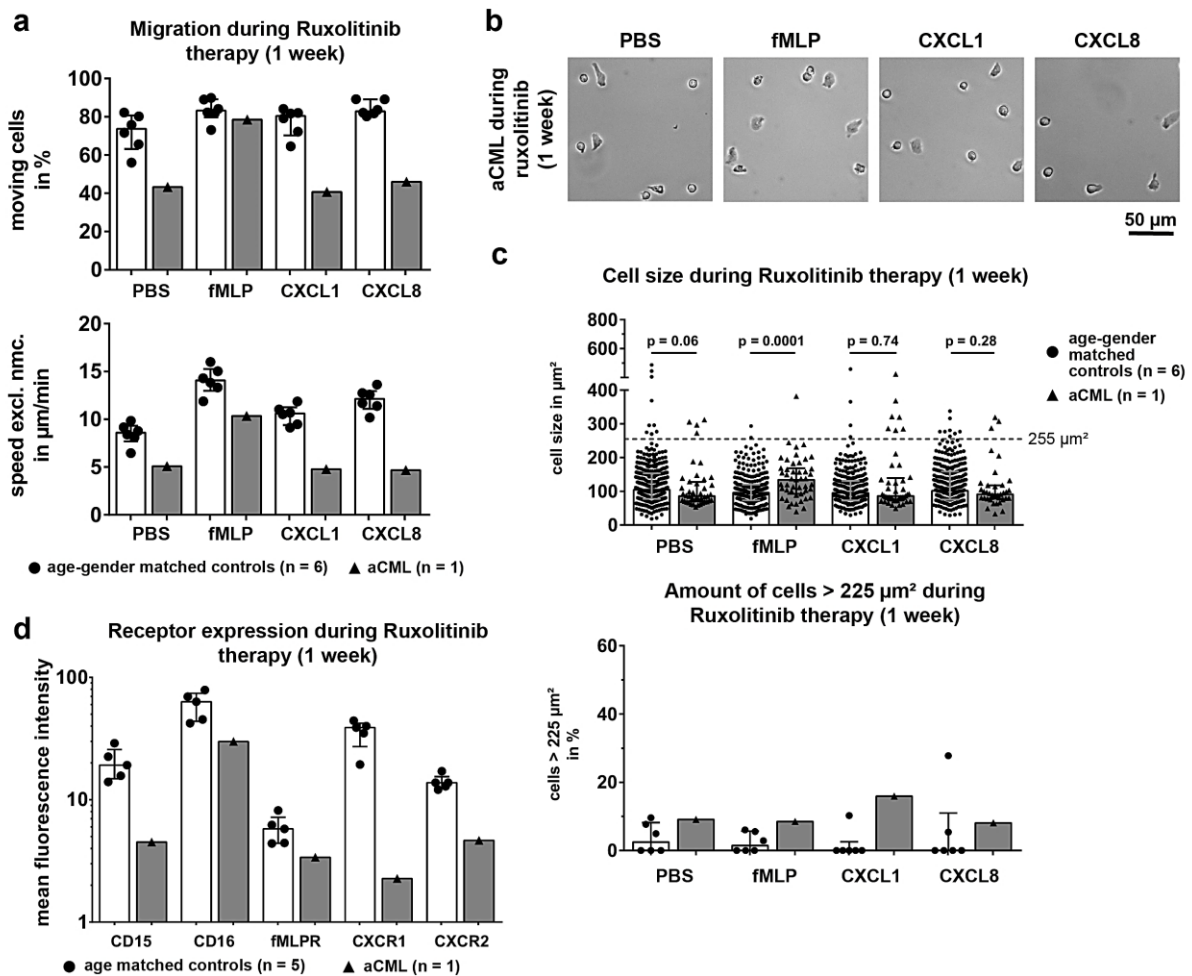 a
Migration during Ruxolitinib
therapy (1 week)
moving cells
in %
100
80
60
40
20
0
PBS
fMLP
CXCL1
CXCL8
speed excl. nmc.
in µm/min
20
15
10
5
0
PBS
fMLP
CXCL1
CXCL8
age-gender matched controls (n = 6)
aCML (n = 1)
b
PBS
fMLP
CXCL1
CXCL8
aCML during
ruxolitinib
(1 week)
50 µm
c
Cell size during Ruxolitinib therapy (1 week)
cell size in µm²
800
600
400
300
200
100
0
p = 0.06
p = 0.0001
p = 0.74
p = 0.28
255 µm²
age-gender
matched
controls (n = 6)
aCML (n = 1)
PBS
fMLP
CXCL1
CXCL8
Amount of cells > 225 µm² during
Ruxolitinib therapy (1 week)
cells > 225 µm²
in %
60
40
20
0
PBS
fMLP
CXCL1
CXCL8
d
Receptor expression during Ruxolitinib
therapy (1 week)
mean fluorescence intensity
100
10
1
CD15
CD16
fMLPR
CXCR1
CXCR2
age matched controls (n = 5)
aCML (n = 1)